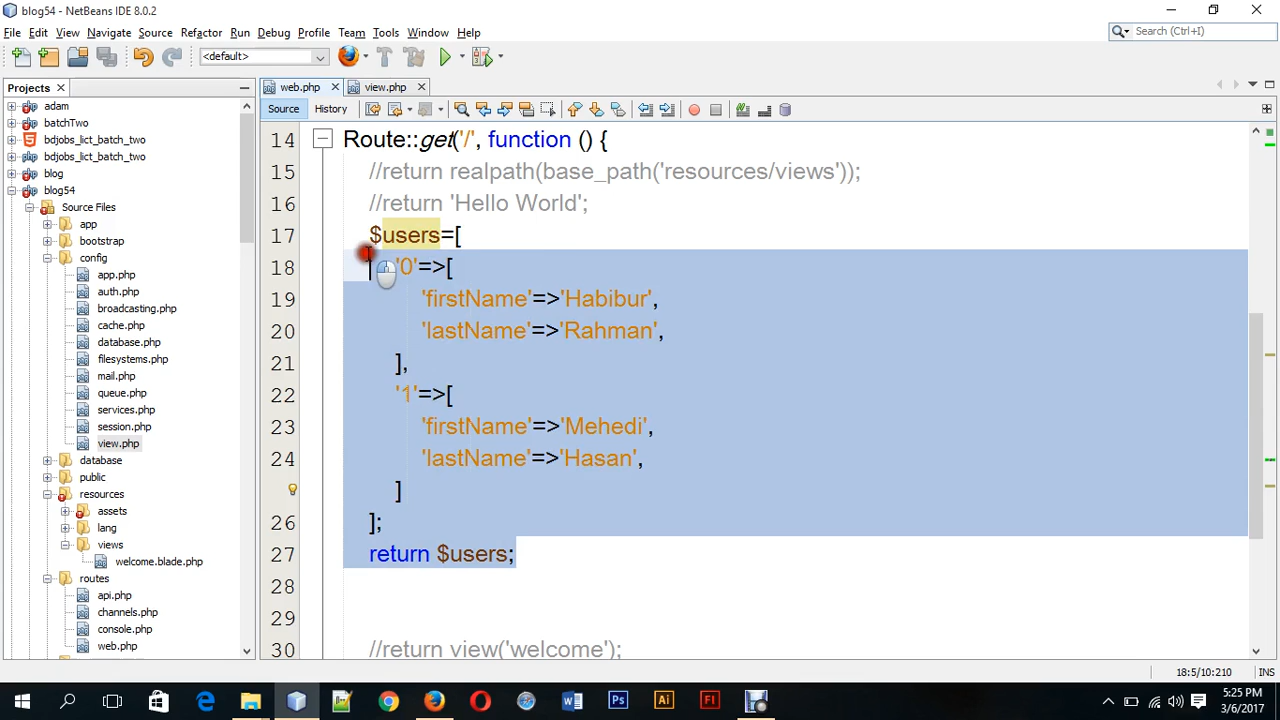 blog54 - NetBeans IDE 8.0.2
File Edit View Navigate Source Refactor Run Debug Profile Team Tools Window Help
Search (Ctrl+I)
<default>
Projects
web.php
view.php
Source
History
adam
batchTwo
bdjobs_lict_batch_two
bdjobs_lict_batch_two
blog
blog54
Source Files
app
bootstrap
config
app.php
auth.php
broadcasting.php
cache.php
database.php
filesystems.php
mail.php
queue.php
services.php
session.php
view.php
database
public
resources
assets
lang
views
welcome.blade.php
routes
api.php
channels.php
console.php
web.php
14 Route::get('/', function () {
15 //return realpath(base_path('resources/views'));
16 //return 'Hello World';
17 $users=[
18 '0'=>[
19 'firstName'=>'Habibur',
20 'lastName'=>'Rahman',
21 ],
22 '1'=>[
23 'firstName'=>'Mehedi',
24 'lastName'=>'Hasan',
]
26 ];
27 return $users;
28
29
30 //return view('welcome');
18:5/10:210 INS
5:25 PM
3/6/2017